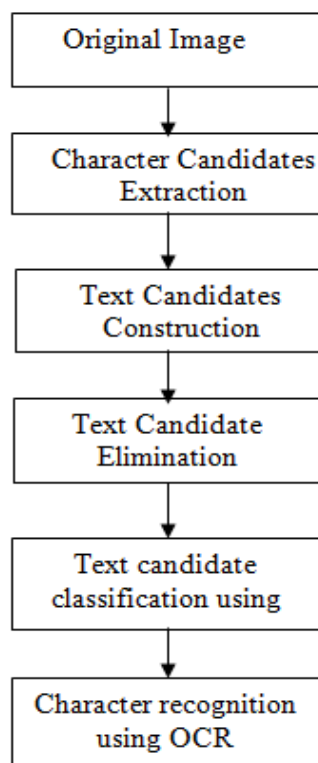 Original Image
Character Candidates
Extraction
Text Candidates
Construction
Text Candidate
Elimination
Text candidate
classification using
Character recognition
using OCR